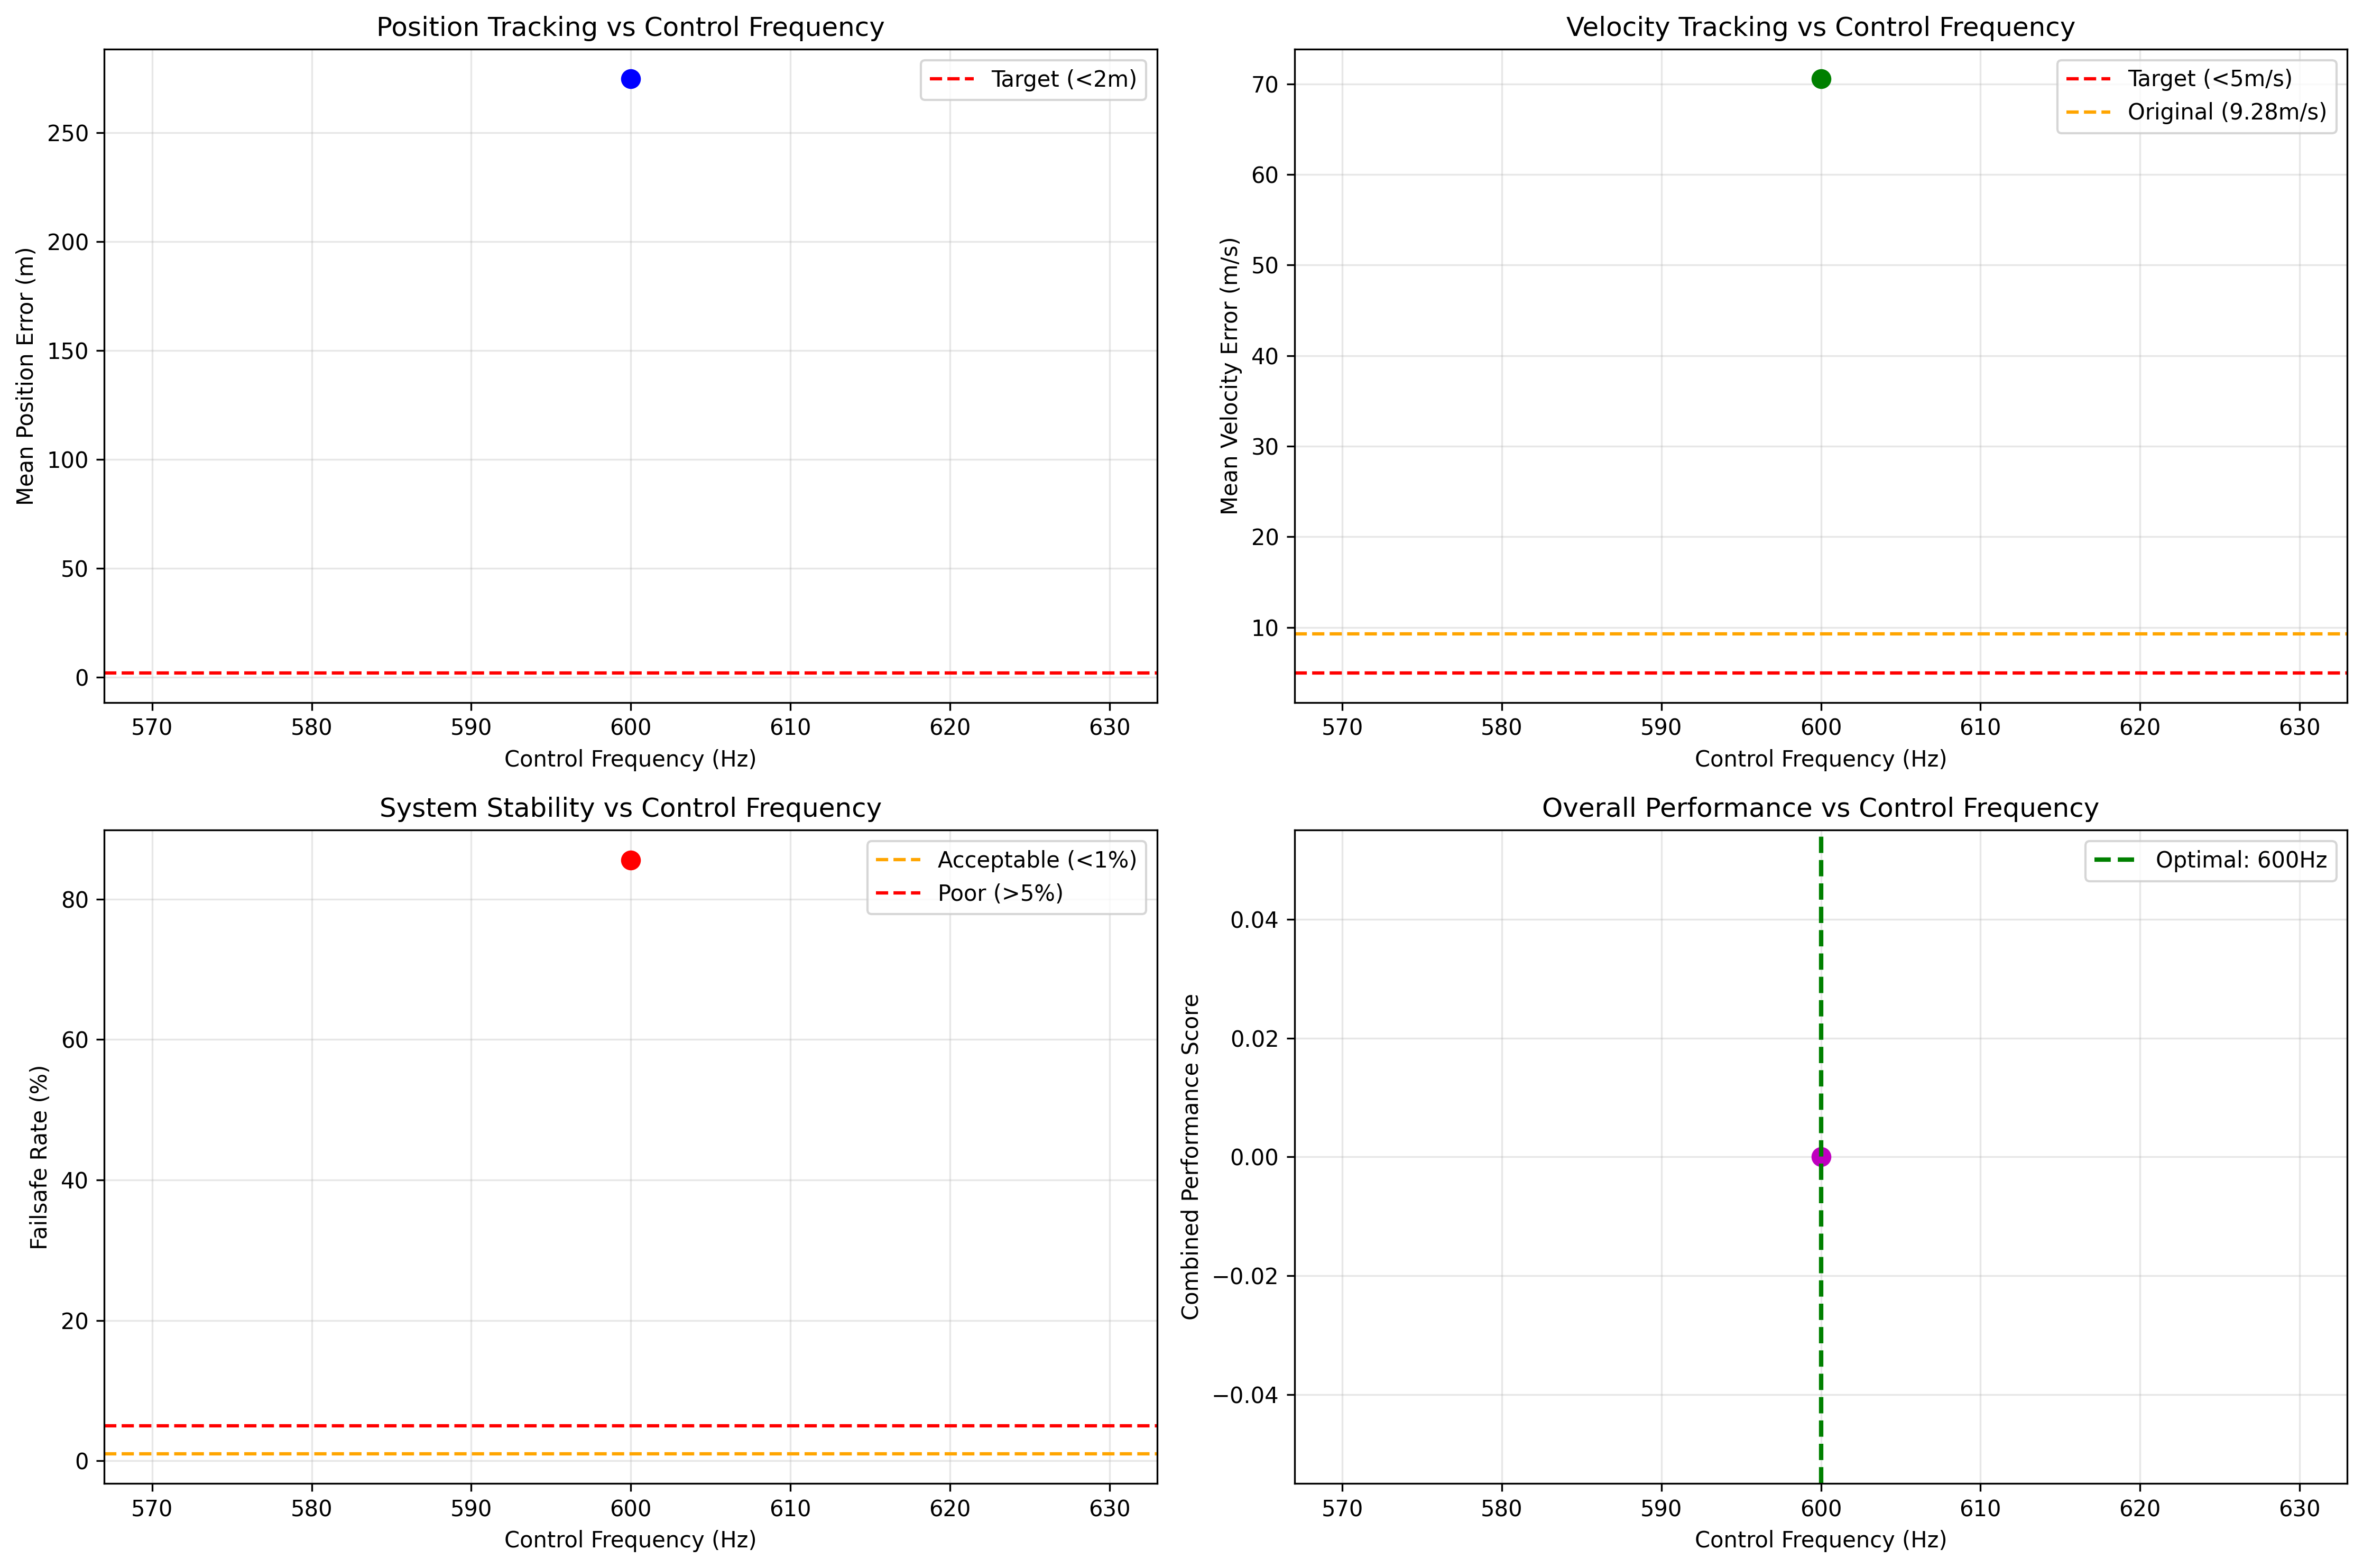 Position Tracking vs Control Frequency
Mean Position Error (m)
250
200
150
100
50
0
Target (<2m)
570 580 590 600 610 620 630
Control Frequency (Hz)
Velocity Tracking vs Control Frequency
Mean Velocity Error (m/s)
70
60
50
40
30
20
10
Target (<5m/s)
Original (9.28m/s)
570 580 590 600 610 620 630
Control Frequency (Hz)
System Stability vs Control Frequency
Failsafe Rate (%)
80
60
40
20
0
Acceptable (<1%)
Poor (>5%)
570 580 590 600 610 620 630
Control Frequency (Hz)
Overall Performance vs Control Frequency
Combined Performance Score
0.04
0.02
0.00
−0.02
−0.04
Optimal: 600Hz
570 580 590 600 610 620 630
Control Frequency (Hz)